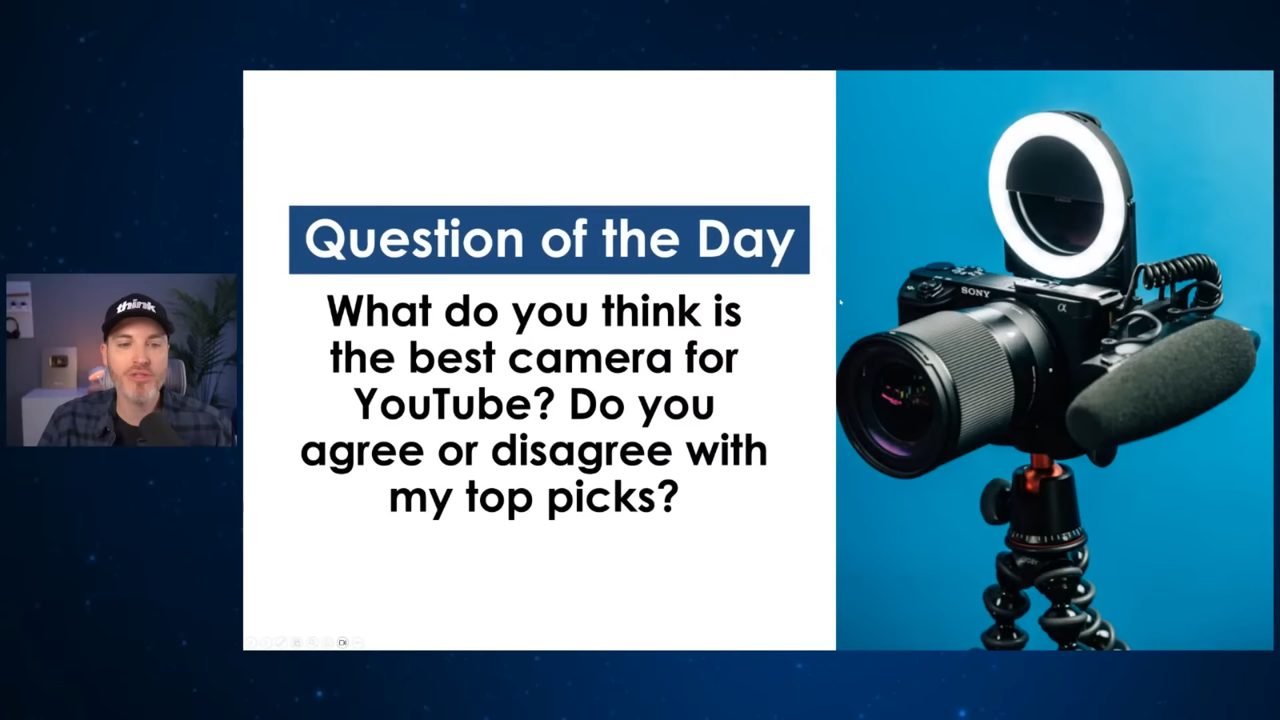 Question of the Day
What do you think is
the best camera for
YouTube? Do you
agree or disagree with
my top picks?
think
SONY
α